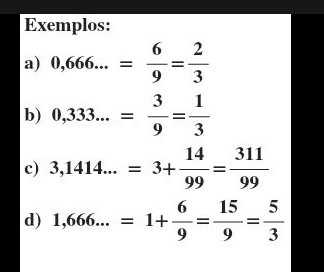 Exemplos:
a) 0,666... = 6/9 = 2/3
b) 0,333... = 3/9 = 1/3
c) 3,1414... = 3+ 14/99 = 311/99
d) 1,666... = 1+ 6/9 = 15/9 = 5/3